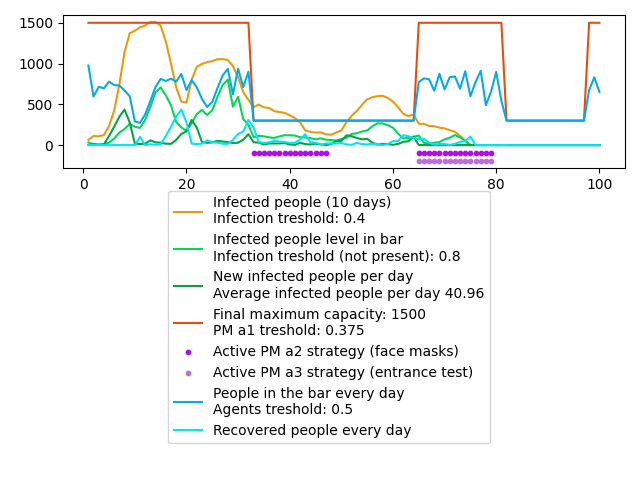 1500
1000
500
0
0 20 40 60 80 100
Infected people (10 days)
Infection treshold: 0.4
Infected people level in bar
Infection treshold (not present): 0.8
New infected people per day
Average infected people per day 40.96
Final maximum capacity: 1500
PM a1 treshold: 0.375
Active PM a2 strategy (face masks)
Active PM a3 strategy (entrance test)
People in the bar every day
Agents treshold: 0.5
Recovered people every day